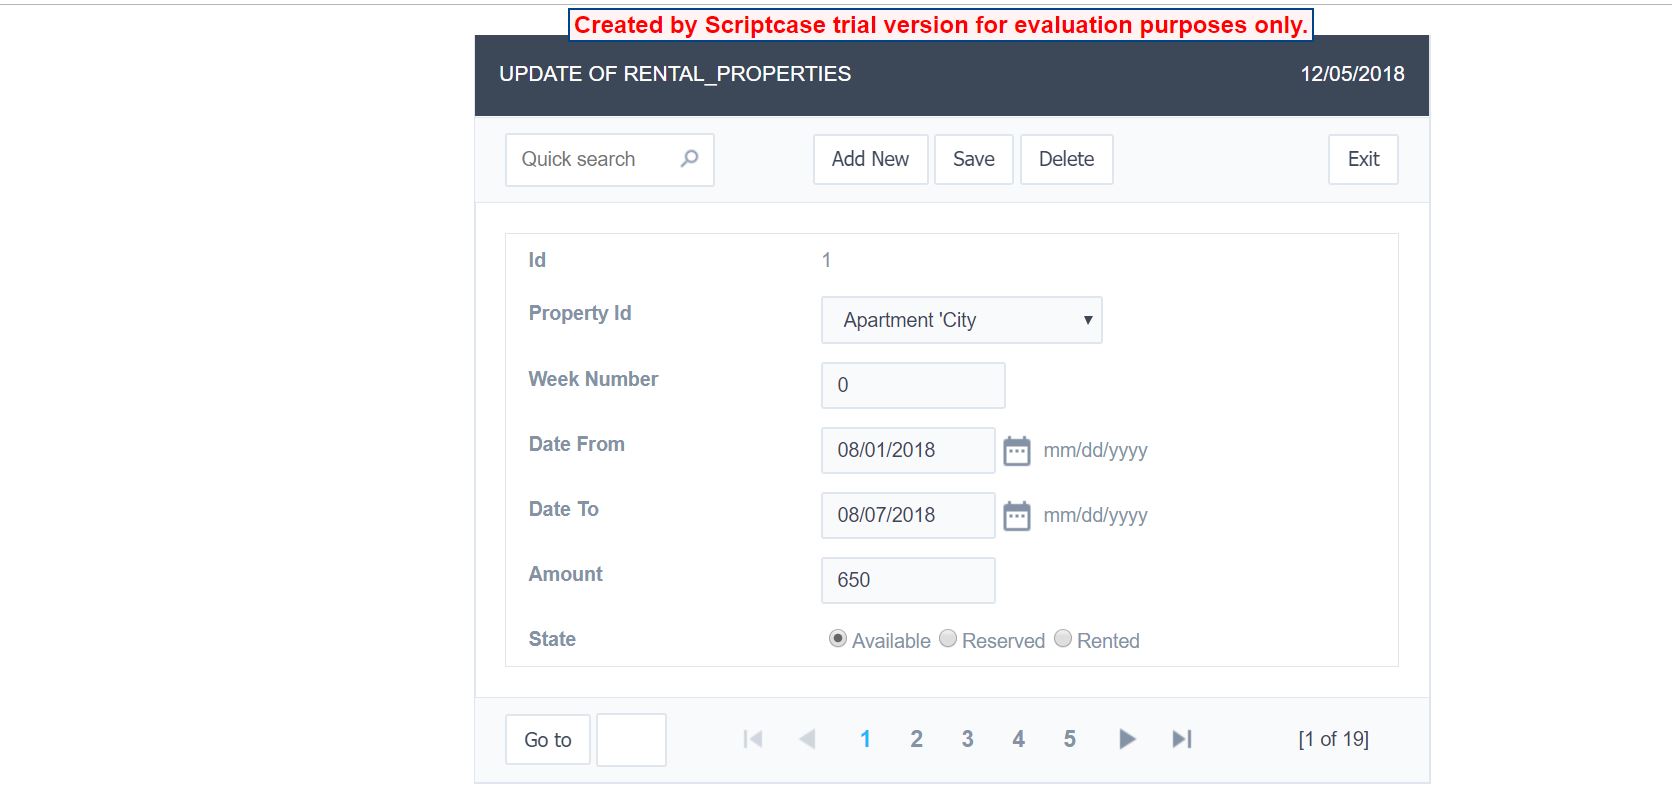 Created by Scriptcase trial version for evaluation purposes only.
UPDATE OF RENTAL_PROPERTIES 12/05/2018
Quick search Add New Save Delete Exit
Id 1
Property Id Apartment 'City
Week Number 0
Date From 08/01/2018 mm/dd/yyyy
Date To 08/07/2018 mm/dd/yyyy
Amount 650
State Available Reserved Rented
Go to 1 2 3 4 5 [1 of 19]